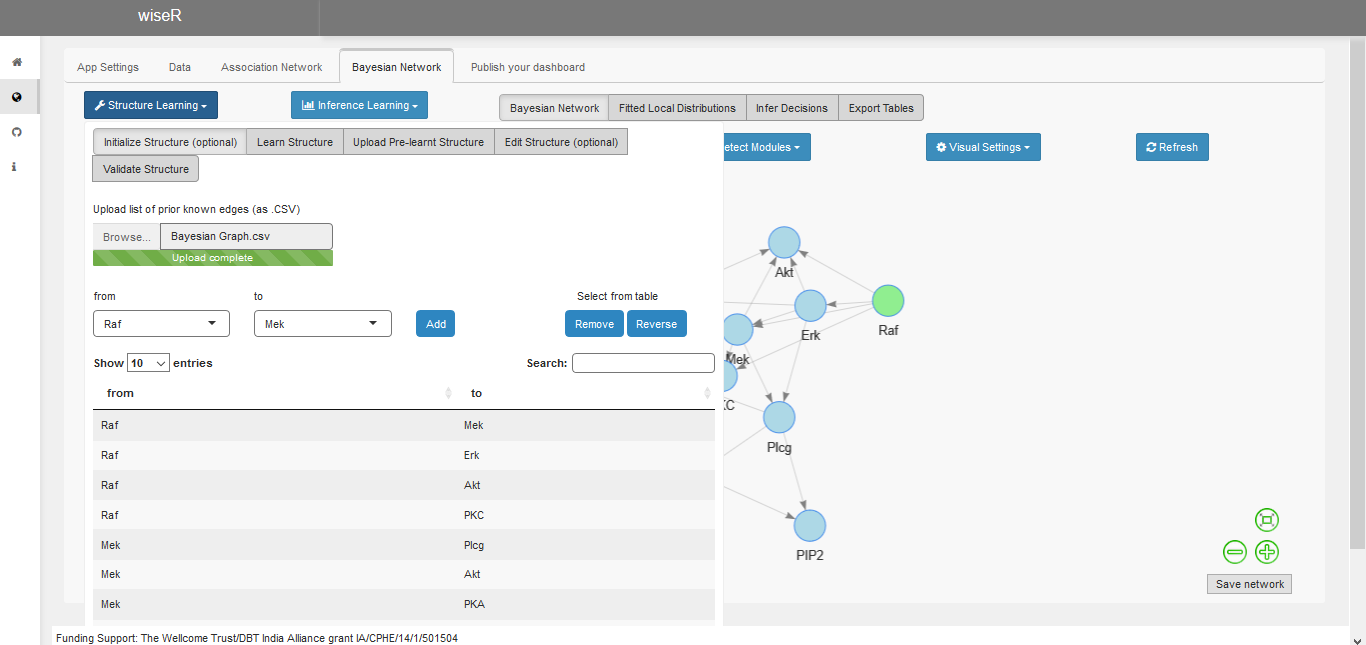 wiseR
App Settings Data Association Network Bayesian Network Publish your dashboard
Structure Learning Inference Learning Bayesian Network Fitted Local Distributions Infer Decisions Export Tables
Initialize Structure (optional) Learn Structure Upload Pre-learnt Structure Edit Structure (optional)
etect Modules Visual Settings Refresh
Validate Structure
Upload list of prior known edges (as .CSV)
Browse... Bayesian Graph.csv
Upload complete
from to Select from table
Raf Mek Add Remove Reverse
Show 10 entries Search:
from to
Raf Mek
Raf Erk
Raf Akt
Raf PKC
Mek Plcg
Mek Akt
Mek PKA
Akt
Raf
Erk
Mek
KC
Plcg
PIP2
Save network
Funding Support: The Wellcome Trust/DBT India Alliance grant IA/CPHE/14/1/501504